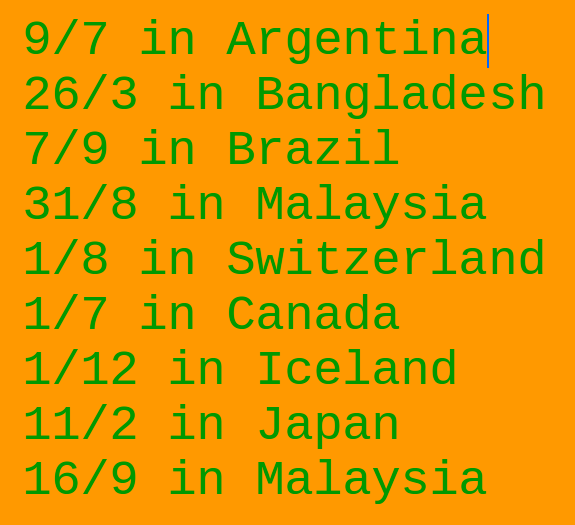 9/7 in Argentina
26/3 in Bangladesh
7/9 in Brazil
31/8 in Malaysia
1/8 in Switzerland
1/7 in Canada
1/12 in Iceland
11/2 in Japan
16/9 in Malaysia